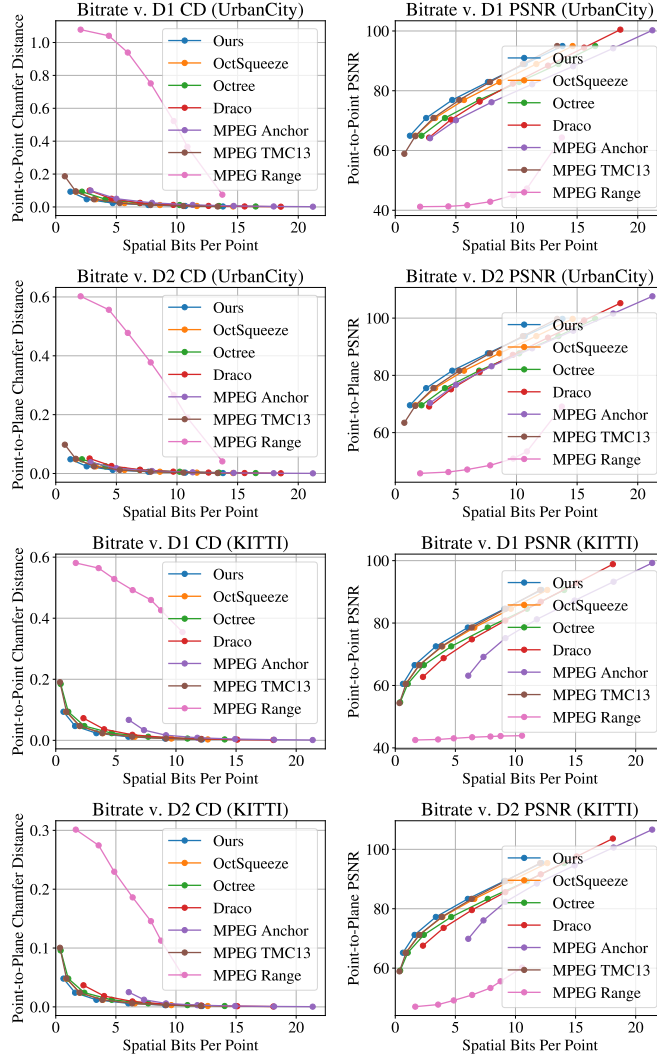 Bitrate v. D1 CD (UrbanCity)
Point-to-Point Chamfer Distance
1.0
0.8
0.6
0.4
0.2
0.0
0 5 10 15 20
Spatial Bits Per Point
Ours
OctSqueeze
Octree
Draco
MPEG Anchor
MPEG TMC13
MPEG Range
Bitrate v. D1 PSNR (UrbanCity)
Point-to-Point PSNR
100
80
60
40
0 5 10 15 20
Spatial Bits Per Point
Ours
OctSqueeze
Octree
Draco
MPEG Anchor
MPEG TMC13
MPEG Range
Bitrate v. D2 CD (UrbanCity)
Point-to-Plane Chamfer Distance
0.6
0.4
0.2
0.0
0 5 10 15 20
Spatial Bits Per Point
Ours
OctSqueeze
Octree
Draco
MPEG Anchor
MPEG TMC13
MPEG Range
Bitrate v. D2 PSNR (UrbanCity)
Point-to-Plane PSNR
100
80
60
0 5 10 15 20
Spatial Bits Per Point
Ours
OctSqueeze
Octree
Draco
MPEG Anchor
MPEG TMC13
MPEG Range
Bitrate v. D1 CD (KITTI)
Point-to-Point Chamfer Distance
0.6
0.4
0.2
0.0
0 5 10 15 20
Spatial Bits Per Point
Ours
OctSqueeze
Octree
Draco
MPEG Anchor
MPEG TMC13
MPEG Range
Bitrate v. D1 PSNR (KITTI)
Point-to-Point PSNR
100
80
60
40
0 5 10 15 20
Spatial Bits Per Point
Ours
OctSqueeze
Octree
Draco
MPEG Anchor
MPEG TMC13
MPEG Range
Bitrate v. D2 CD (KITTI)
Point-to-Plane Chamfer Distance
0.3
0.2
0.1
0.0
0 5 10 15 20
Spatial Bits Per Point
Ours
OctSqueeze
Octree
Draco
MPEG Anchor
MPEG TMC13
MPEG Range
Bitrate v. D2 PSNR (KITTI)
Point-to-Plane PSNR
100
80
60
0 5 10 15 20
Spatial Bits Per Point
Ours
OctSqueeze
Octree
Draco
MPEG Anchor
MPEG TMC13
MPEG Range